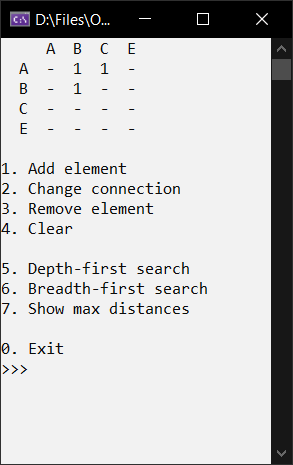 D:\Files\O...
A B C E
A - 1 1 -
B - 1 - -
C - - - -
E - - - -
1. Add element
2. Change connection
3. Remove element
4. Clear
5. Depth-first search
6. Breadth-first search
7. Show max distances
0. Exit
>>>